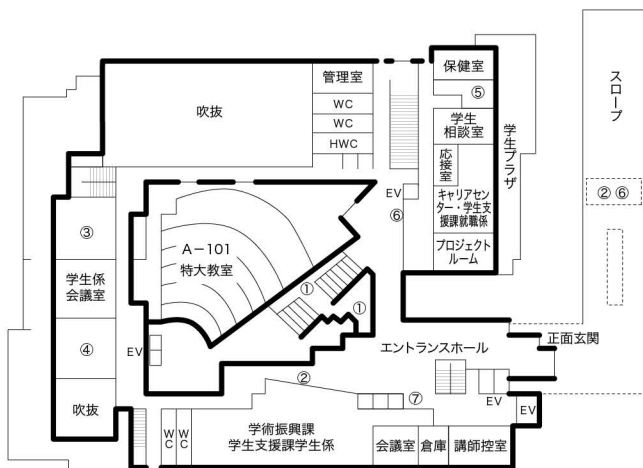 管理室
WC
WC
HWC
吹抜
保健室
⑤
学生
相談室
応接室
キャリアセン
ター・学生支
援課就職係
プロジェクト
ルーム
学生プラザ
スロープ
② ⑥
EV
⑥
③
学生係
会議室
④
吹抜
A－101
特大教室
①
①
EV
エントランスホール
正面玄関
②
⑦
EV
EV
WC
WC
学術振興課
学生支援課学生係
会議室
倉庫
講師控室